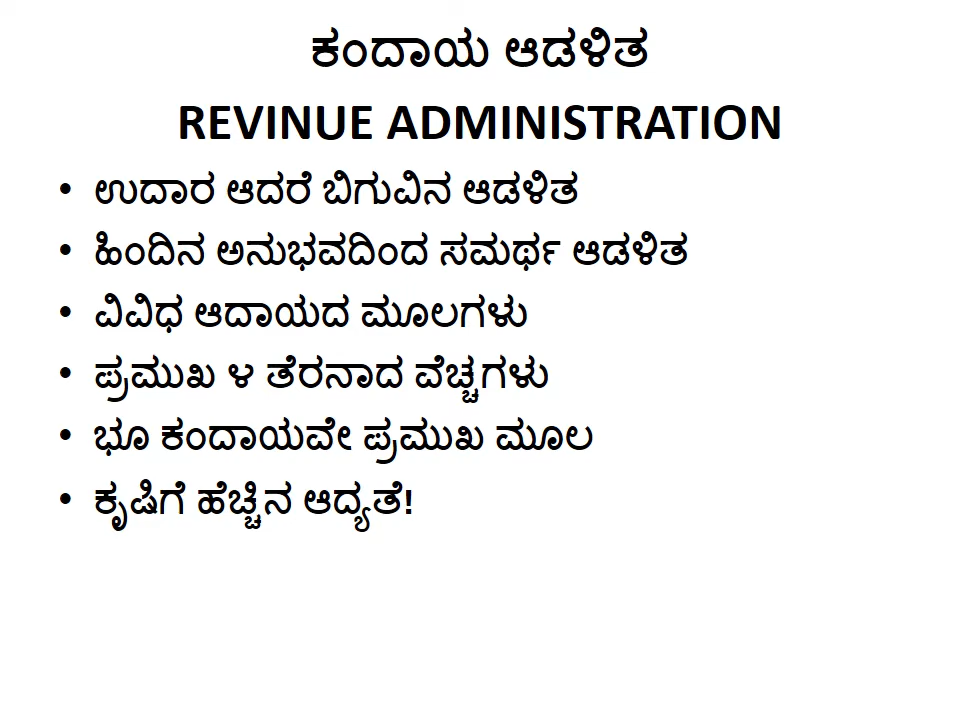 ಕಂದಾಯ ಆಡಳಿತ
REVINUE ADMINISTRATION
• ಉದಾರ ಆದರೆ ಬಿಗುವಿನ ಆಡಳಿತ
• ಹಿಂದಿನ ಅನುಭವದಿಂದ ಸಮರ್ಥ ಆಡಳಿತ
• ವಿವಿಧ ಆದಾಯದ ಮೂಲಗಳು
• ಪ್ರಮುಖ ೪ ತೆರನಾದ ವೆಚ್ಚಗಳು
• ಭೂ ಕಂದಾಯವೇ ಪ್ರಮುಖ ಮೂಲ
• ಕೃಷಿಗೆ ಹೆಚ್ಚಿನ ಆದ್ಯತೆ!